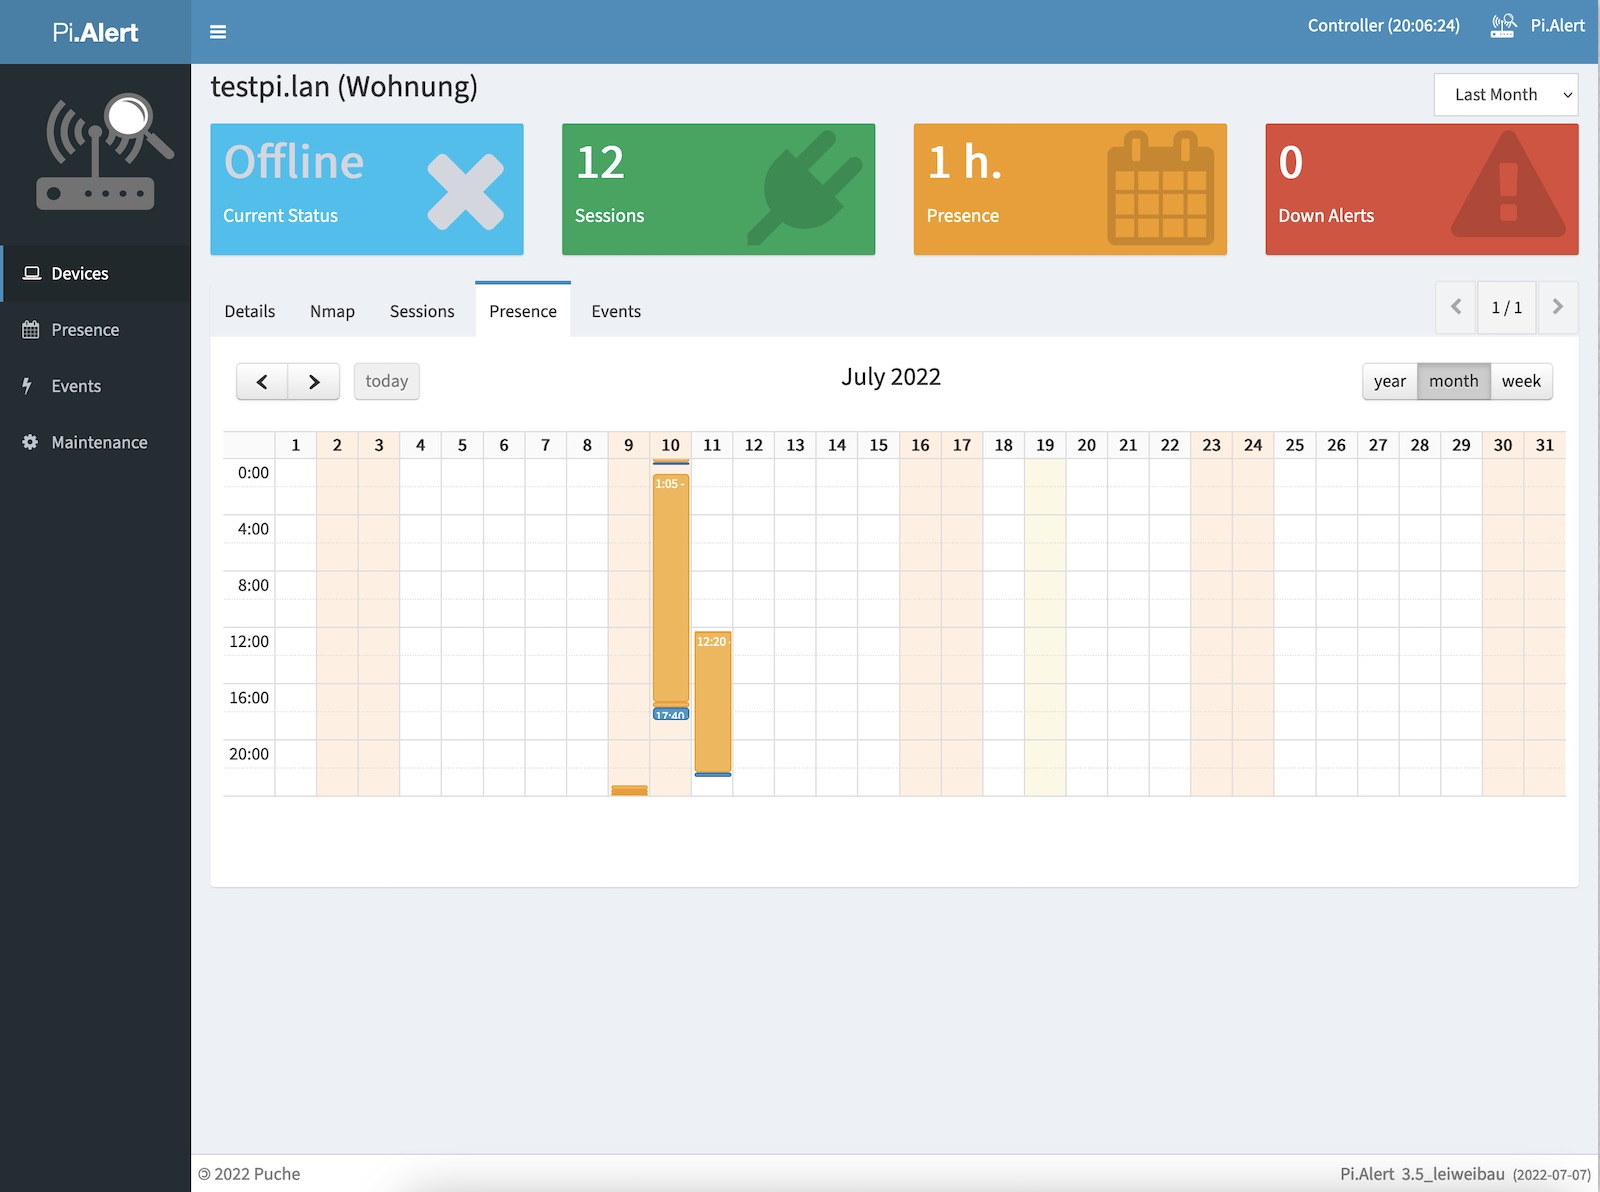 Pi.Alert
Controller (20:06:24)
Pi.Alert
testpi.lan (Wohnung)
Last Month
Offline
Current Status
12
Sessions
1 h.
Presence
0
Down Alerts
Devices
Presence
Events
Maintenance
Details Nmap Sessions Presence Events
1 / 1
today
July 2022
year month week
1 2 3 4 5 6 7 8 9 10 11 12 13 14 15 16 17 18 19 20 21 22 23 24 25 26 27 28 29 30 31
0:00
1:05 -
4:00
8:00
12:00
12:20 -
16:00
17:40
20:00
© 2022 Puche
Pi.Alert 3.5_leiweibau (2022-07-07)